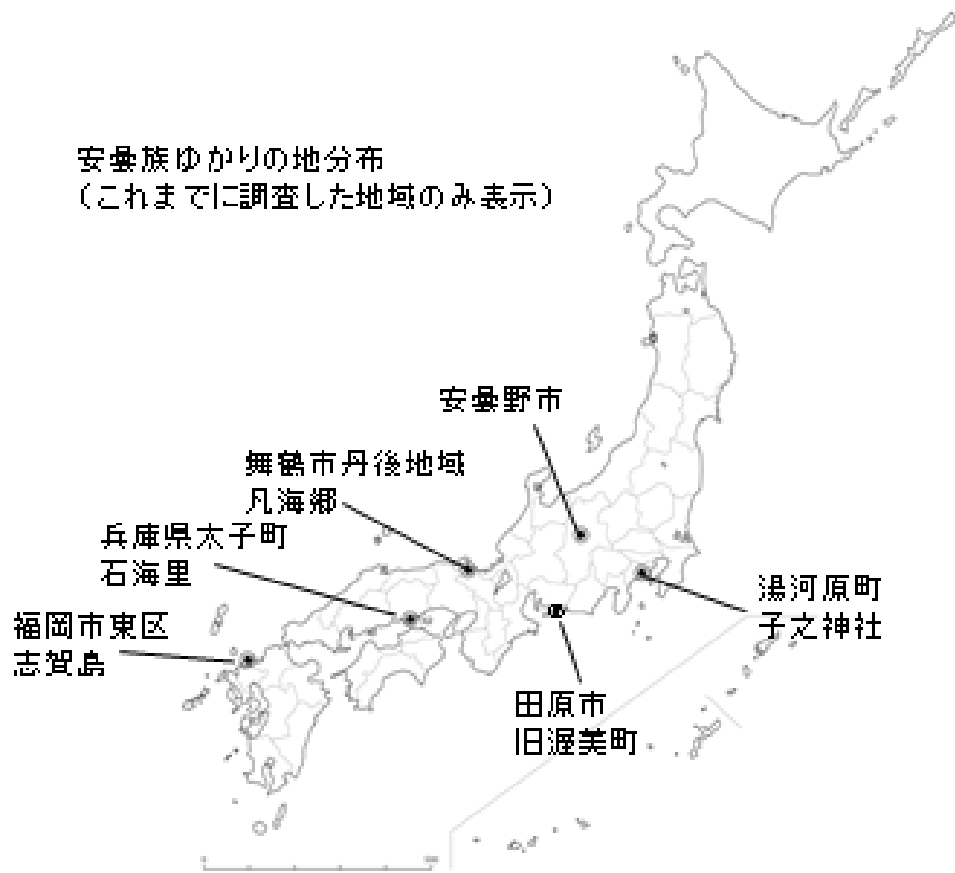 安曇族ゆかりの地分布
（これまでに調査した地域のみ表示）
安曇野市
舞鶴市丹後地域
凡海郷
兵庫県太子町
石海里
福岡市東区
志賀島
湯河原町
子之神社
田原市
旧渥美町